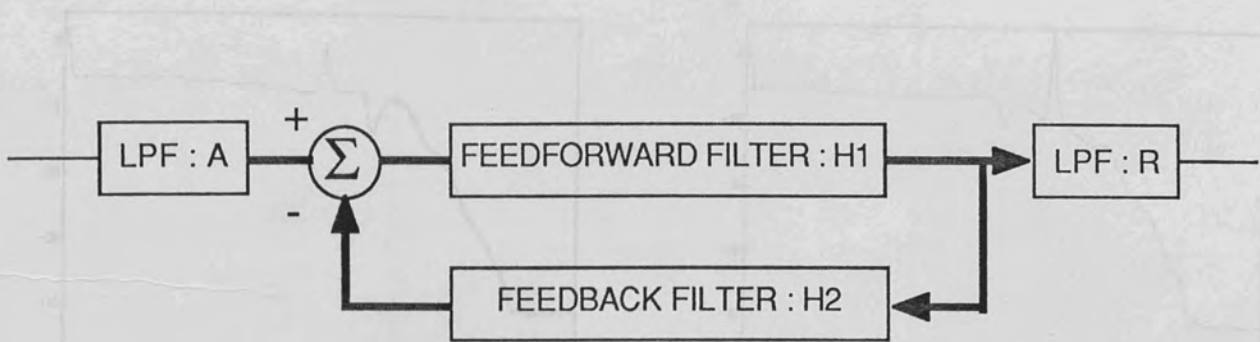 +
LPF : A
Σ
FEEDFORWARD FILTER : H1
LPF : R
-
FEEDBACK FILTER : H2